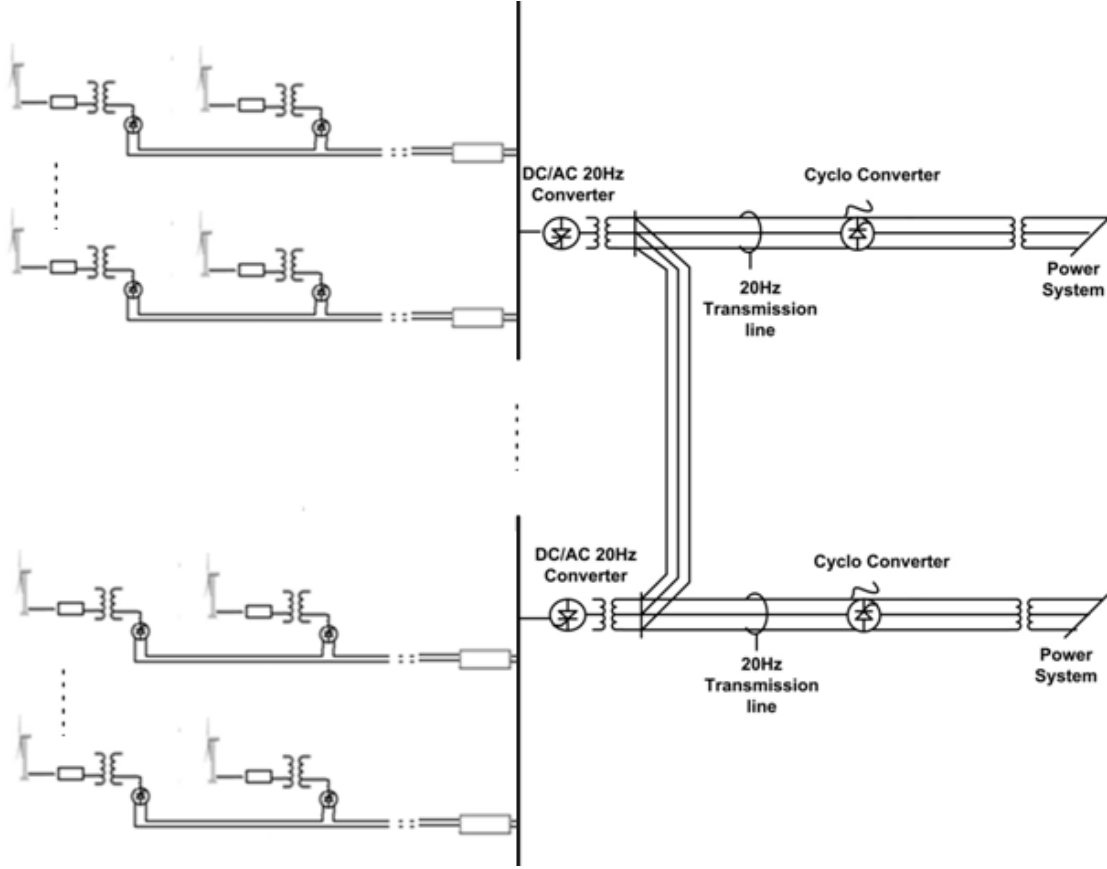 DC/AC 20Hz
Converter
Cyclo Converter
20Hz
Transmission
line
Power
System
DC/AC 20Hz
Converter
Cyclo Converter
20Hz
Transmission
line
Power
System